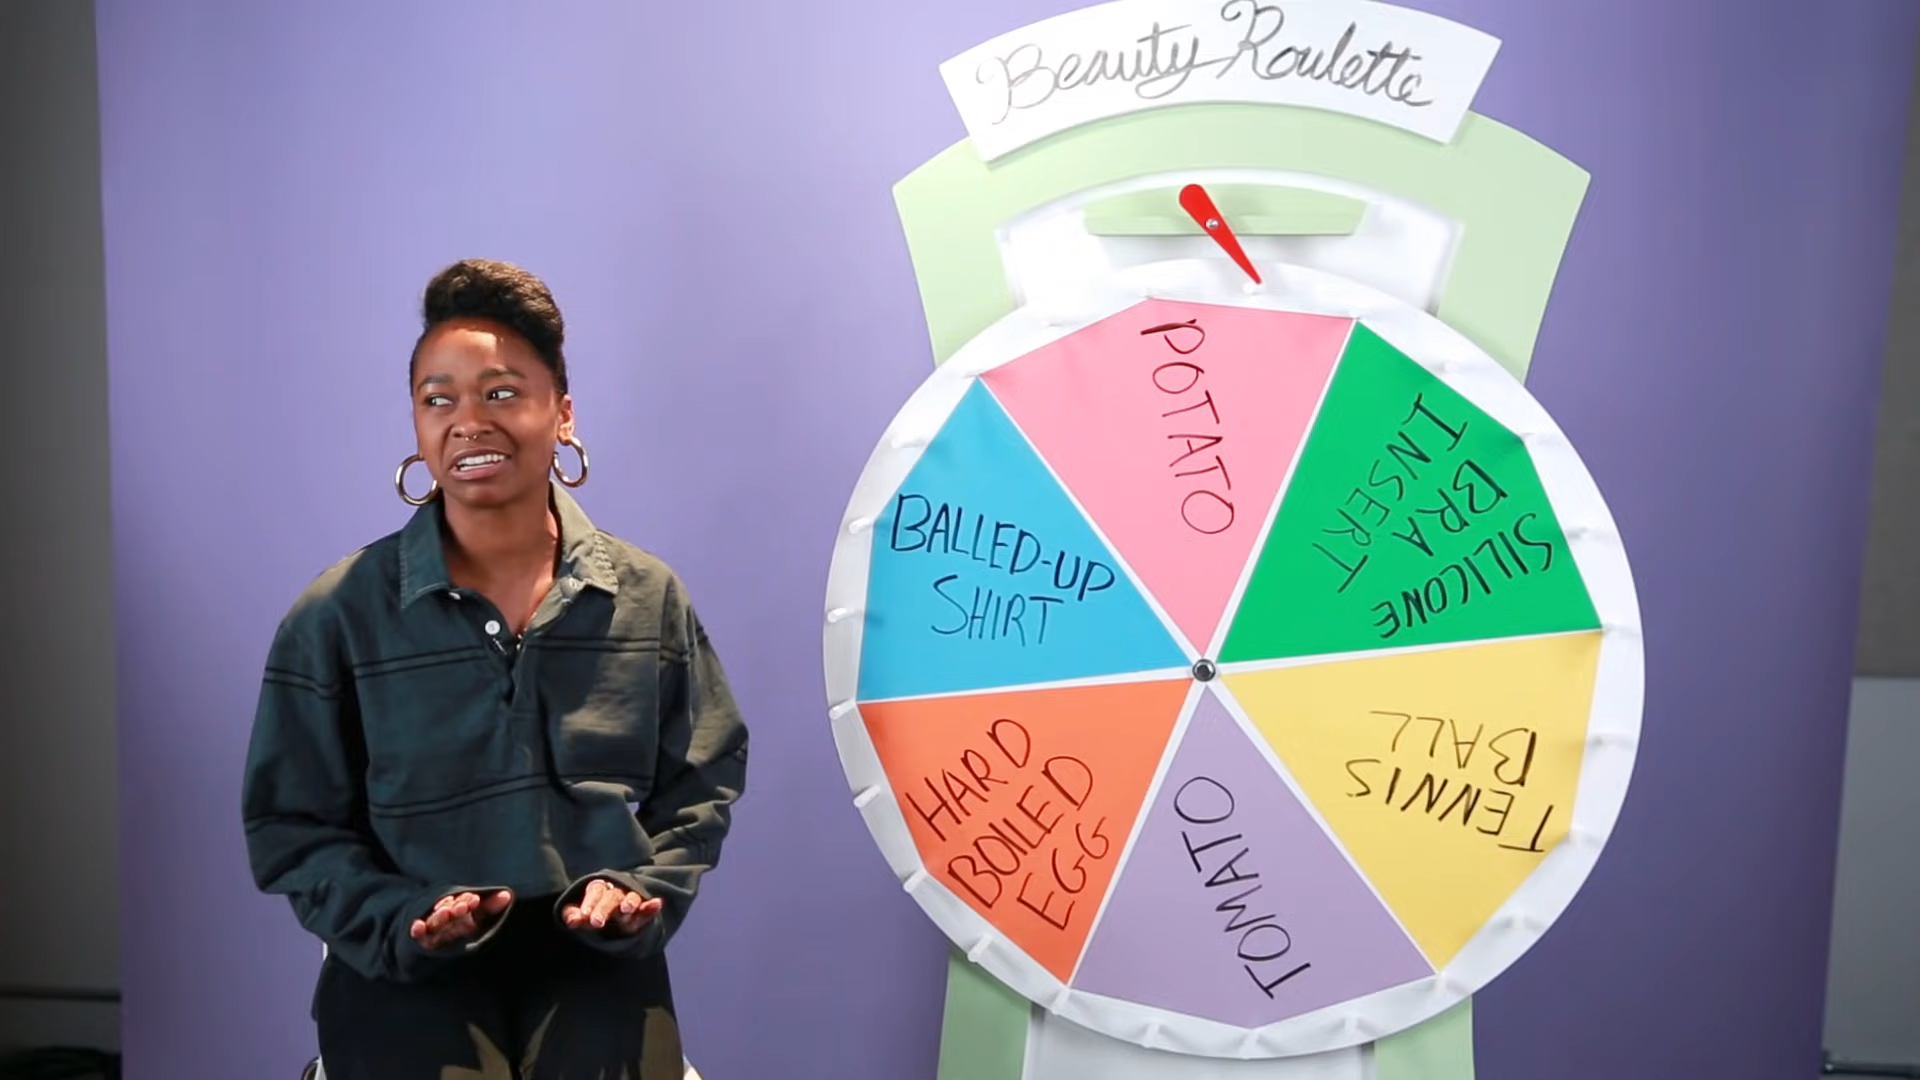 Beauty Roulette
POTATO
SILICONE
BRA
INSERT
TENNIS
BALL
TOMATO
HARD
BOILED
EGG
BALLED-UP
SHIRT